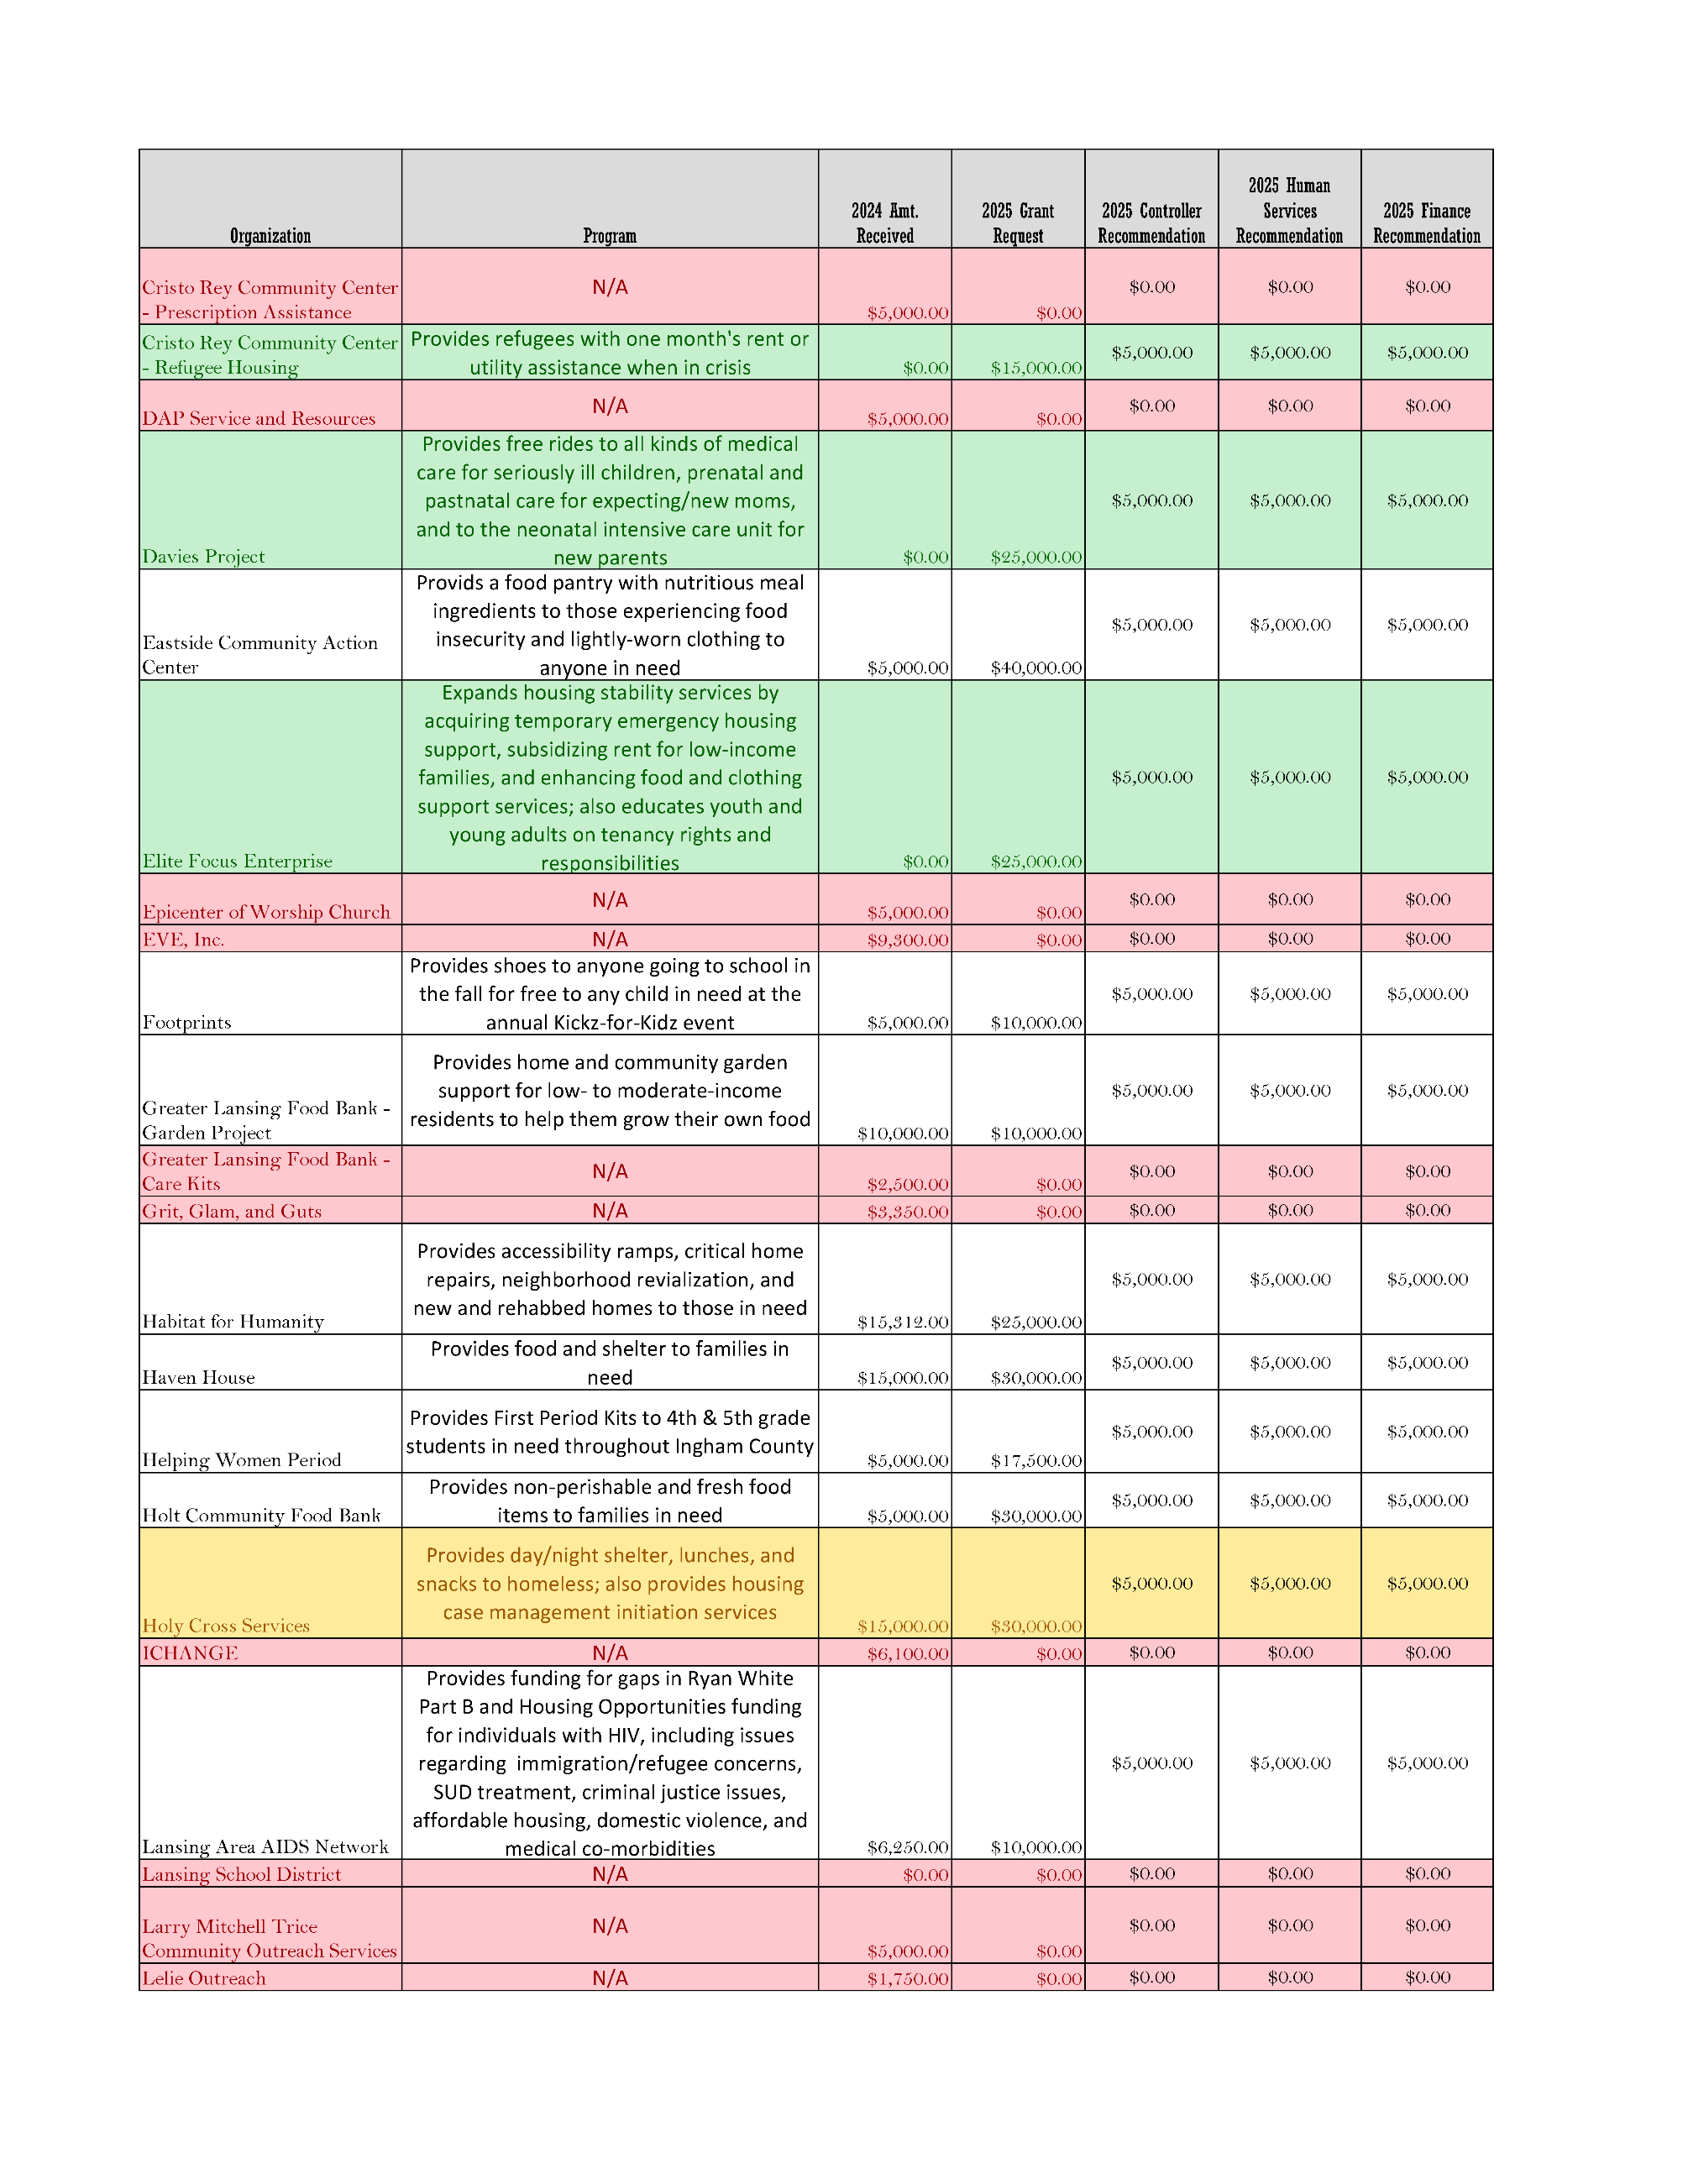 Organization Program 2024 Amt. Received 2025 Grant Request 2025 Controller Recommendation 2025 Human Services Recommendation 2025 Finance Recommendation
Cristo Rey Community Center
- Prescription Assistance
N/A
$5,000.00 $0.00 $0.00 $0.00 $0.00
Cristo Rey Community Center
- Refugee Housing
Provides refugees with one month's rent or
utility assistance when in crisis
$0.00 $15,000.00 $5,000.00 $5,000.00 $5,000.00
DAP Service and Resources
N/A
$5,000.00 $0.00 $0.00 $0.00 $0.00
Davies Project
Provides free rides to all kinds of medical
care for seriously ill children, prenatal and
pastnatal care for expecting/new moms,
and to the neonatal intensive care unit for
new parents
$0.00 $25,000.00 $5,000.00 $5,000.00 $5,000.00
Eastside Community Action
Center
Provids a food pantry with nutritious meal
ingredients to those experiencing food
insecurity and lightly-worn clothing to
anyone in need
$5,000.00 $40,000.00 $5,000.00 $5,000.00 $5,000.00
Elite Focus Enterprise
Expands housing stability services by
acquiring temporary emergency housing
support, subsidizing rent for low-income
families, and enhancing food and clothing
support services; also educates youth and
young adults on tenancy rights and
responsibilities
$0.00 $25,000.00 $5,000.00 $5,000.00 $5,000.00
Epicenter of Worship Church
N/A
$5,000.00 $0.00 $0.00 $0.00 $0.00
EVE, Inc.
N/A
$9,300.00 $0.00 $0.00 $0.00 $0.00
Footprints
Provides shoes to anyone going to school in
the fall for free to any child in need at the
annual Kickz-for-Kidz event
$5,000.00 $10,000.00 $5,000.00 $5,000.00 $5,000.00
Greater Lansing Food Bank -
Garden Project
Provides home and community garden
support for low- to moderate-income
residents to help them grow their own food
$10,000.00 $10,000.00 $5,000.00 $5,000.00 $5,000.00
Greater Lansing Food Bank -
Care Kits
N/A
$2,500.00 $0.00 $0.00 $0.00 $0.00
Grit, Glam, and Guts
N/A
$3,350.00 $0.00 $0.00 $0.00 $0.00
Habitat for Humanity
Provides accessibility ramps, critical home
repairs, neighborhood revialization, and
new and rehabbed homes to those in need
$15,312.00 $25,000.00 $5,000.00 $5,000.00 $5,000.00
Haven House
Provides food and shelter to families in
need
$15,000.00 $30,000.00 $5,000.00 $5,000.00 $5,000.00
Helping Women Period
Provides First Period Kits to 4th & 5th grade
students in need throughout Ingham County
$5,000.00 $17,500.00 $5,000.00 $5,000.00 $5,000.00
Holt Community Food Bank
Provides non-perishable and fresh food
items to families in need
$5,000.00 $30,000.00 $5,000.00 $5,000.00 $5,000.00
Holy Cross Services
Provides day/night shelter, lunches, and
snacks to homeless; also provides housing
case management initiation services
$15,000.00 $30,000.00 $5,000.00 $5,000.00 $5,000.00
ICHANGE
N/A
$6,100.00 $0.00 $0.00 $0.00 $0.00
Lansing Area AIDS Network
Provides funding for gaps in Ryan White
Part B and Housing Opportunities funding
for individuals with HIV, including issues
regarding immigration/refugee concerns,
SUD treatment, criminal justice issues,
affordable housing, domestic violence, and
medical co-morbidities
$6,250.00 $10,000.00 $5,000.00 $5,000.00 $5,000.00
Lansing School District
N/A
$0.00 $0.00 $0.00 $0.00 $0.00
Larry Mitchell Trice
Community Outreach Services
N/A
$5,000.00 $0.00 $0.00 $0.00 $0.00
Lelie Outreach
N/A
$1,750.00 $0.00 $0.00 $0.00 $0.00